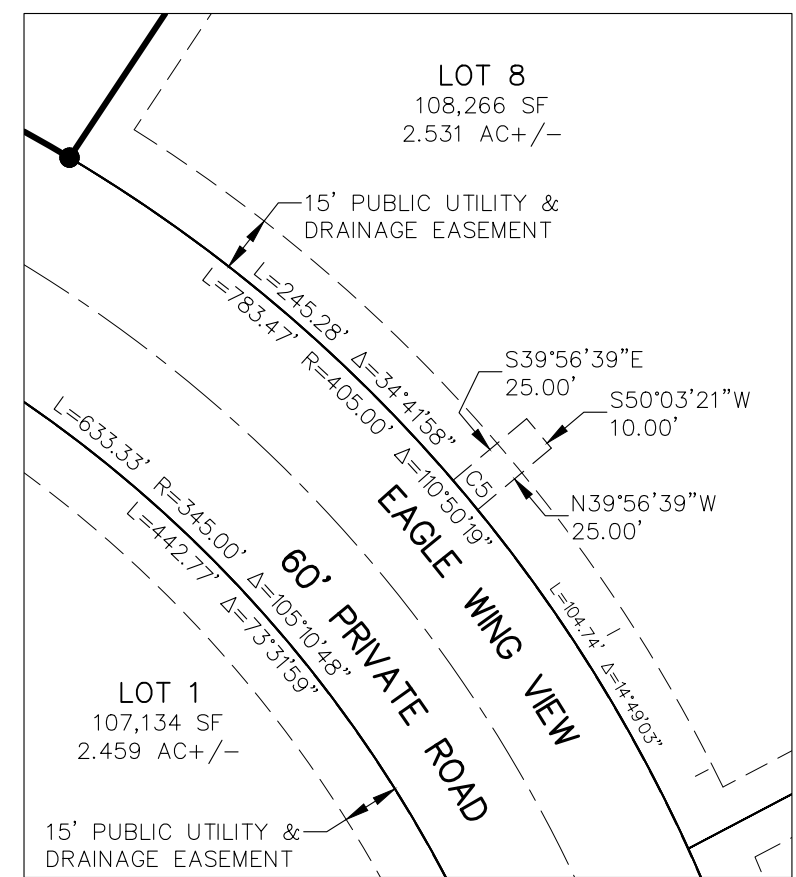 LOT 8
108,266 SF
2.531 AC+/-
15' PUBLIC UTILITY &
DRAINAGE EASEMENT
L=245.28' Δ=34°41'58"
L=783.47' R=405.00' Δ=110°50'19"
S39°56'39"E
25.00'
S50°03'21"W
10.00'
C5
N39°56'39"W
25.00'
EAGLE WING VIEW
60' PRIVATE ROAD
L=633.33' R=345.00' Δ=105°10'48"
L=442.77' Δ=73°31'59"
L=104.74' Δ=14°49'03"
LOT 1
107,134 SF
2.459 AC+/-
15' PUBLIC UTILITY &
DRAINAGE EASEMENT